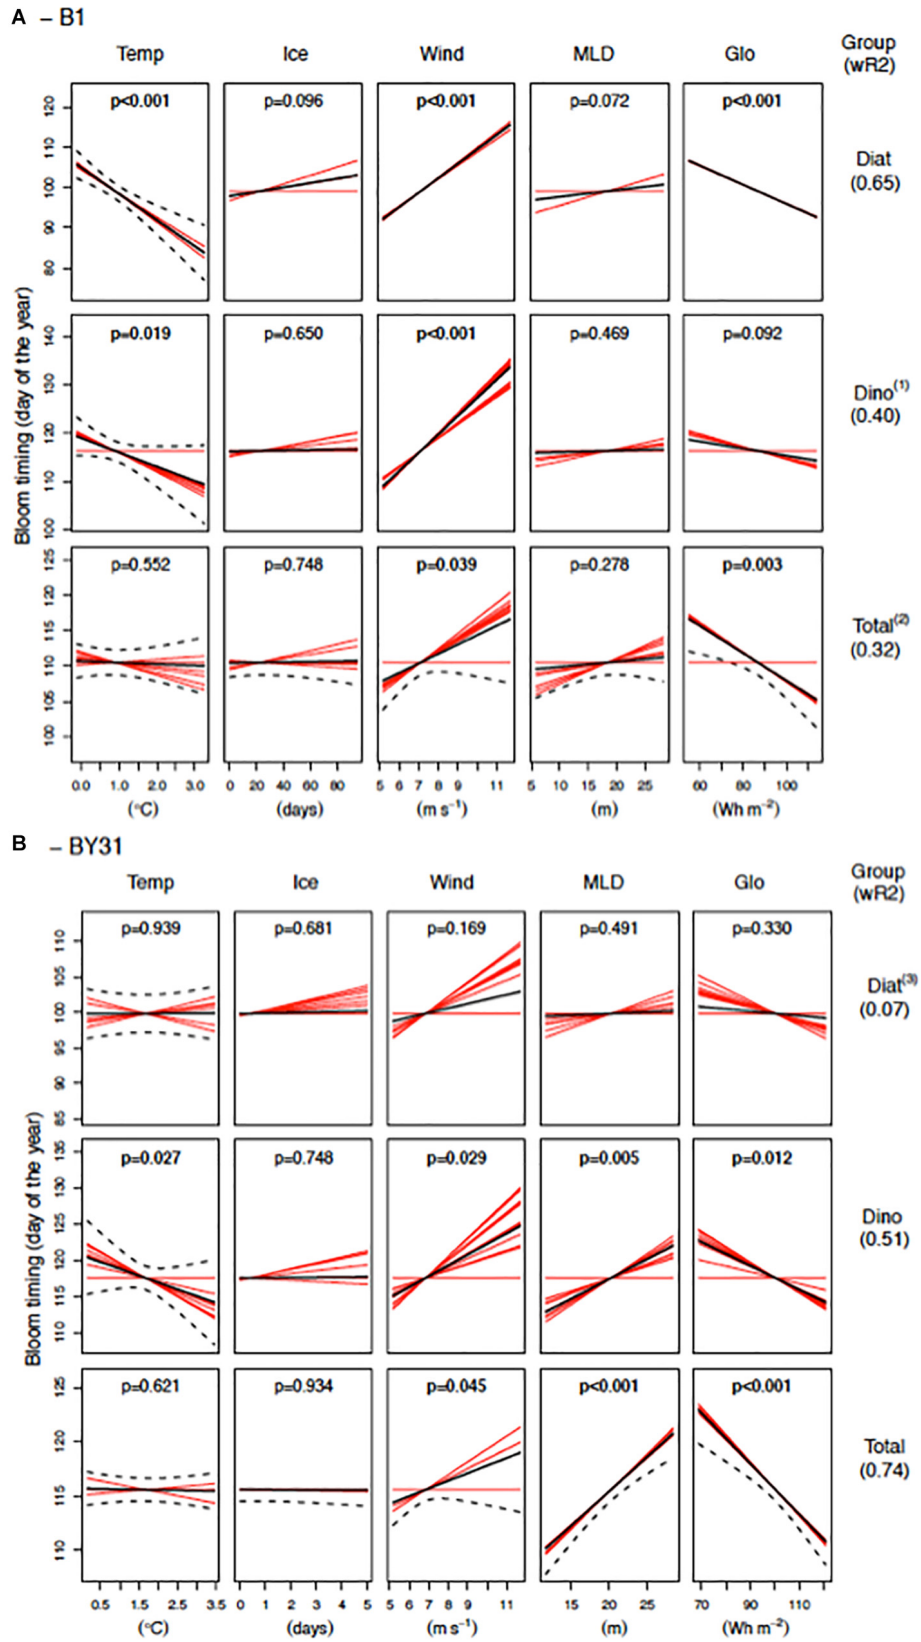 A – B1
Temp Ice Wind MLD Glo Group (wR2)
p<0.001 p=0.096 p<0.001 p=0.072 p<0.001
120 110 100 90 80
Diat (0.65)
Bloom timing (day of the year)
p=0.019 p=0.650 p<0.001 p=0.469 p=0.092
140 130 120 110 100
Dino(1) (0.40)
p=0.552 p=0.748 p=0.039 p=0.278 p=0.003
125 120 115 110 105 100
Total(2) (0.32)
0.0 1.0 2.0 3.0 0 20 40 60 80 5 6 7 8 9 11 5 10 15 20 25 60 80 100
(°C) (days) (m s−1) (m) (Wh m−2)
B – BY31
Temp Ice Wind MLD Glo Group (wR2)
p=0.939 p=0.681 p=0.169 p=0.491 p=0.330
110 105 100 95 90 85
Diat(3) (0.07)
Bloom timing (day of the year)
p=0.027 p=0.748 p=0.029 p=0.005 p=0.012
135 130 125 120 115 110
Dino (0.51)
p=0.621 p=0.934 p=0.045 p<0.001 p<0.001
125 120 115 110
Total (0.74)
0.5 1.5 2.5 3.5 0 1 2 3 4 5 5 6 7 8 9 11 15 20 25 70 90 110
(°C) (days) (m s−1) (m) (Wh m−2)